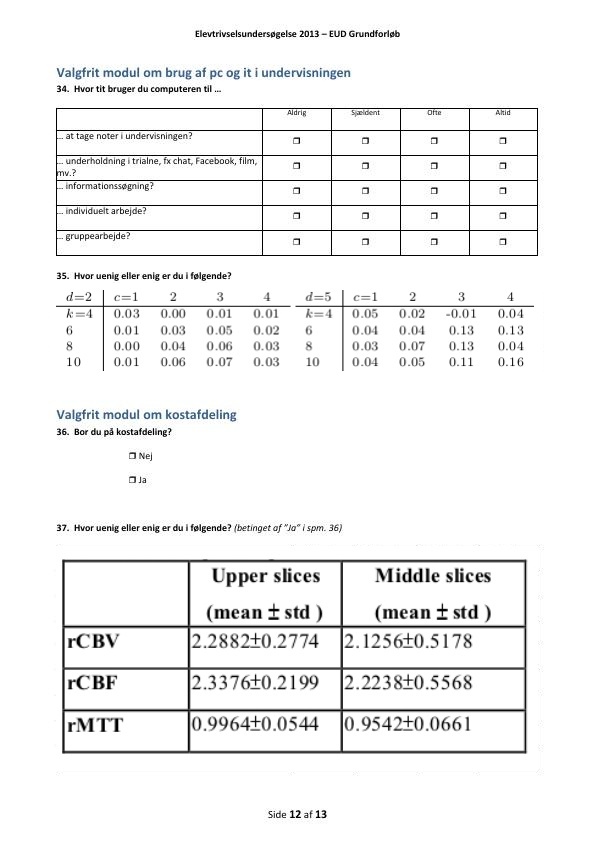 Elevtrivselsundersøgelse 2013 – EUD Grundforløb
Valgfrit modul om brug af pc og it i undervisningen
34. Hvor tit bruger du computeren til …
Aldrig Sjældent Ofte Altid
… at tage noter i undervisningen? ❒ ❒ ❒ ❒
… underholdning i trialne, fx chat, Facebook, film,
mv.? ❒ ❒ ❒ ❒
… informationssøgning? ❒ ❒ ❒ ❒
… individuelt arbejde? ❒ ❒ ❒ ❒
… gruppearbejde? ❒ ❒ ❒ ❒
35. Hvor uenig eller enig er du i følgende?
d=2 c=1 2 3 4 d=5 c=1 2 3 4
k=4 0.03 0.00 0.01 0.01 k=4 0.05 0.02 -0.01 0.04
6 0.01 0.03 0.05 0.02 6 0.04 0.04 0.13 0.13
8 0.00 0.04 0.06 0.03 8 0.03 0.07 0.13 0.04
10 0.01 0.06 0.07 0.03 10 0.04 0.05 0.11 0.16
Valgfrit modul om kostafdeling
36. Bor du på kostafdeling?
❒ Nej
❒ Ja
37. Hvor uenig eller enig er du i følgende? (betinget af ”Ja” i spm. 36)
Upper slices Middle slices
(mean ± std ) (mean ± std )
rCBV 2.2882±0.2774 2.1256±0.5178
rCBF 2.3376±0.2199 2.2238±0.5568
rMTT 0.9964±0.0544 0.9542±0.0661
Side 12 af 13